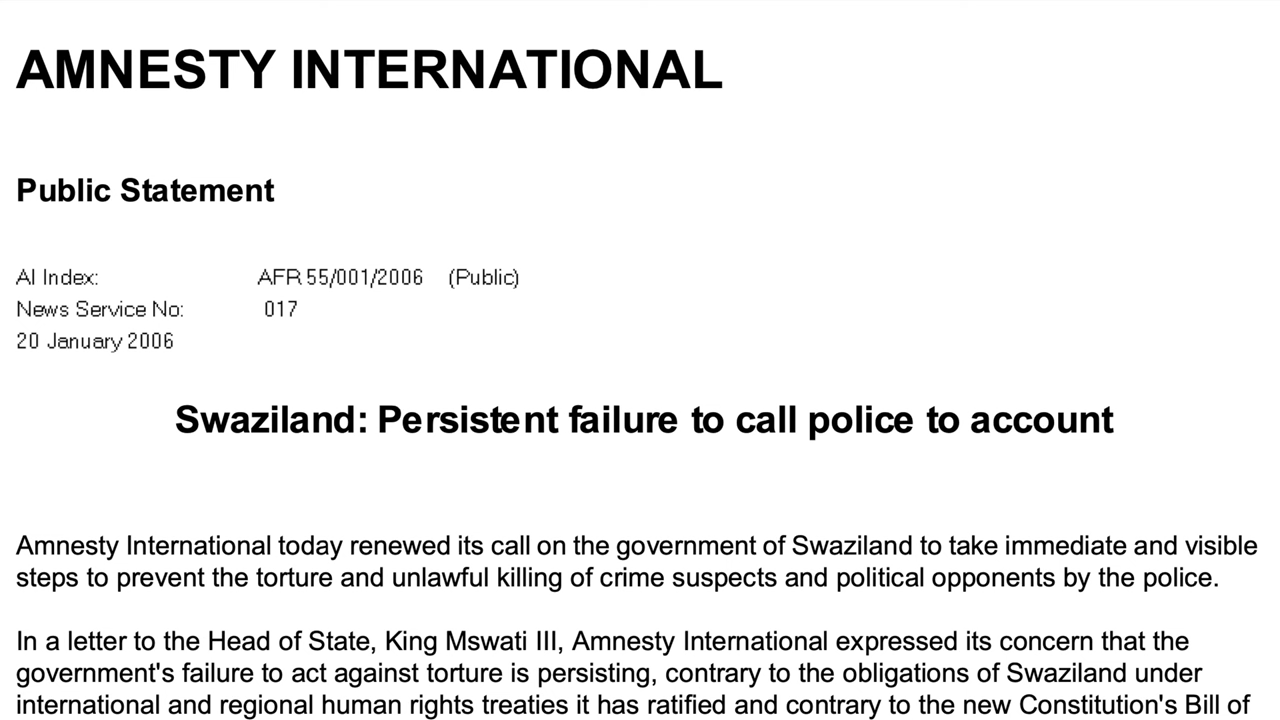 AMNESTY INTERNATIONAL
Public Statement
AI Index: AFR 55/001/2006 (Public)
News Service No: 017
20 January 2006
Swaziland: Persistent failure to call police to account
Amnesty International today renewed its call on the government of Swaziland to take immediate and visible
steps to prevent the torture and unlawful killing of crime suspects and political opponents by the police.
In a letter to the Head of State, King Mswati III, Amnesty International expressed its concern that the
government's failure to act against torture is persisting, contrary to the obligations of Swaziland under
international and regional human rights treaties it has ratified and contrary to the new Constitution's Bill of